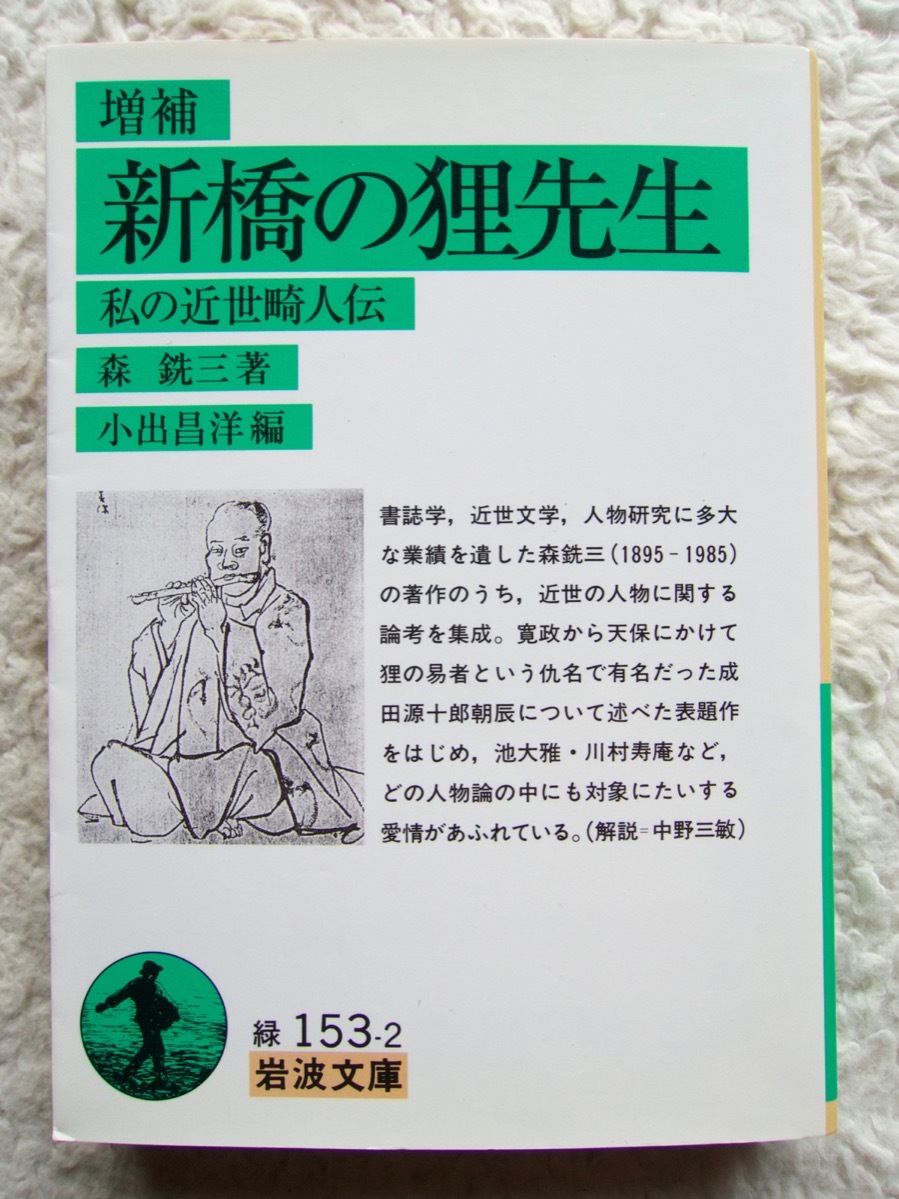 増補
新橋の狸先生
私の近世畸人伝
森 銑三著
小出昌洋編
書誌学，近世文学，人物研究に多大
な業績を遺した森銑三(1895-1985)
の著作のうち，近世の人物に関する
論考を集成。寛政から天保にかけて
狸の易者という仇名で有名だった成
田源十郎朝辰について述べた表題作
をはじめ，池大雅・川村寿庵など，
どの人物論の中にも対象にたいする
愛情があふれている。(解説=中野三敏)
緑 153-2
岩波文庫